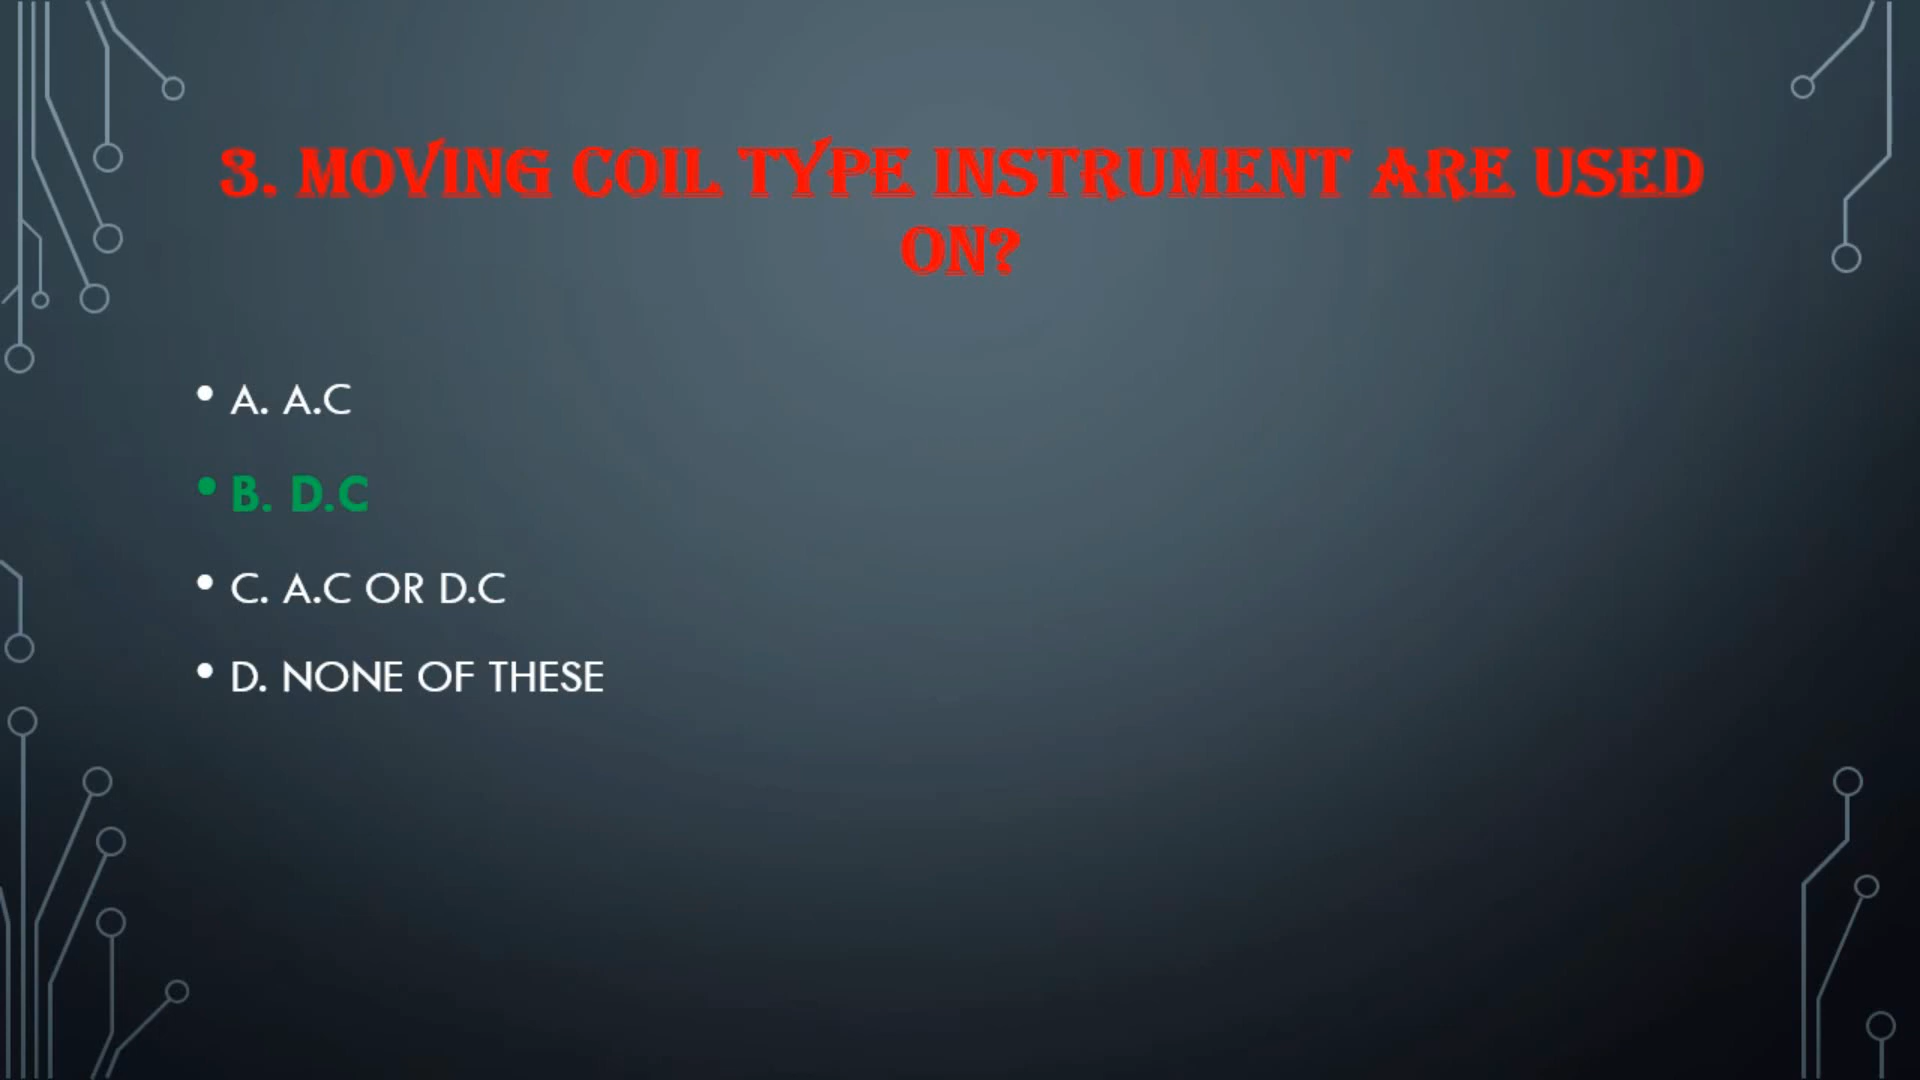 3. MOVING COIL TYPE INSTRUMENT ARE USED
ON?
• A. A.C
• B. D.C
• C. A.C OR D.C
• D. NONE OF THESE